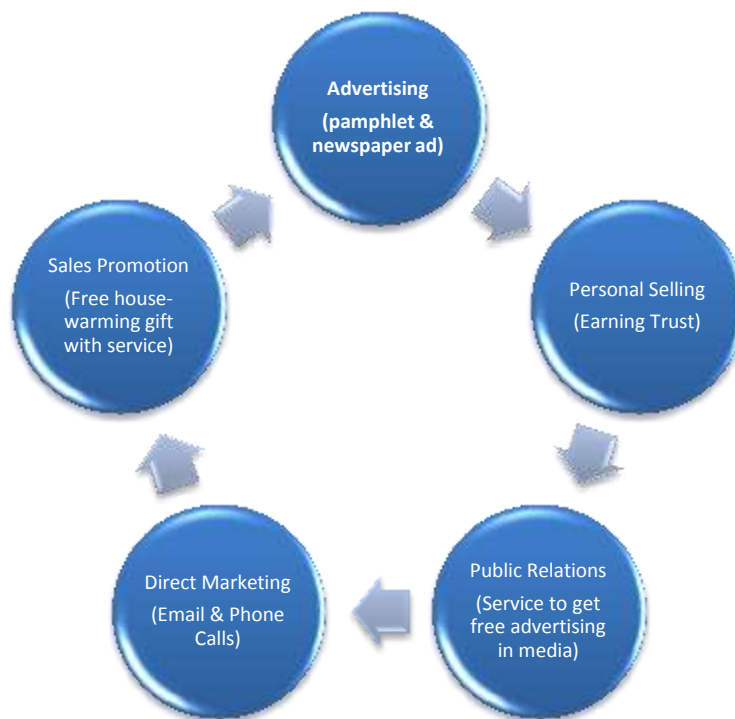 Advertising
(pamphlet &
newspaper ad)
Personal Selling
(Earning Trust)
Public Relations
(Service to get
free advertising
in media)
Direct Marketing
(Email & Phone
Calls)
Sales Promotion
(Free house-
warming gift
with service)